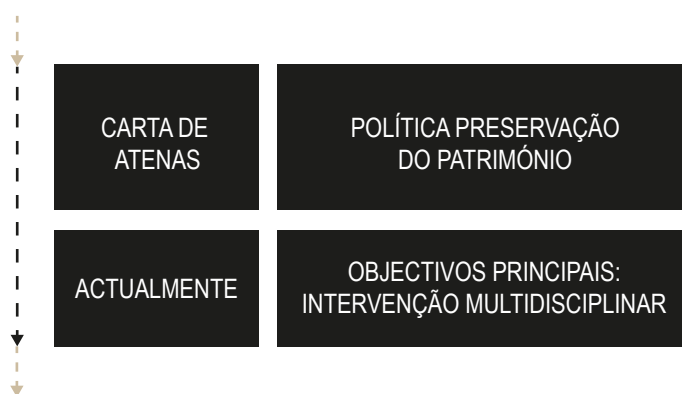 CARTA DE
ATENAS
POLÍTICA PRESERVAÇÃO
DO PATRIMÓNIO
ACTUALMENTE
OBJECTIVOS PRINCIPAIS:
INTERVENÇÃO MULTIDISCIPLINAR